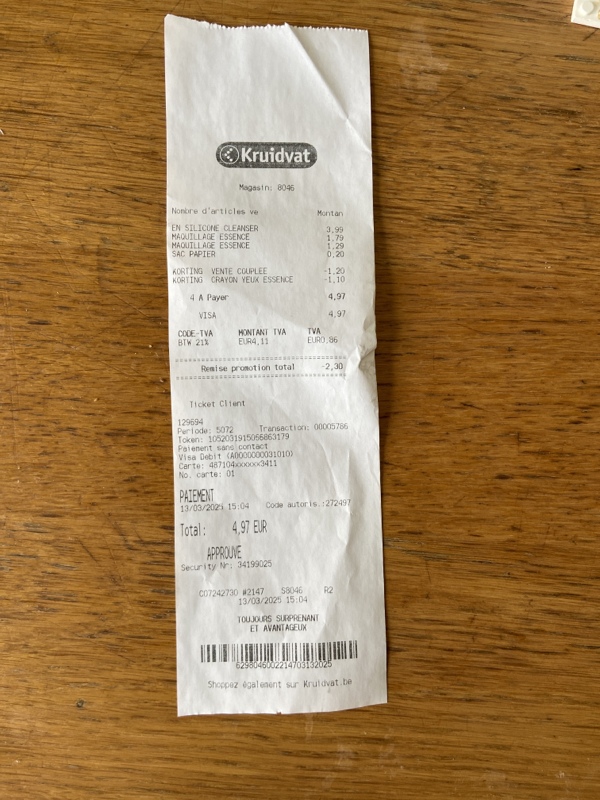 Kruidvat
Magasin: 8046
Nombre d'articles ve Montan
EN SILICONE CLEANSER 3,99
MAQUILLAGE ESSENCE 1,79
MAQUILLAGE ESSENCE 1,29
SAC PAPIER 0,20
KORTING VENTE COUPLEE -1,20
KORTING CRAYON YEUX ESSENCE -1,10
4 A Payer 4,97
VISA 4,97
CODE-TVA MONTANT TVA TVA
BTW 21% EUR4,11 EUR0,86
Remise promotion total -2,30
Ticket Client
129694
Periode: 5072 Transaction: 00005786
Token: 1052031915066863179
Paiement sans contact
Visa Debit (A0000000031010)
Carte: 487104xxxxxx3411
No. carte: 01
PAIEMENT
13/03/2025 15:04 Code autoris.:272497
Total: 4,97 EUR
APPROUVE
Security Nr: 34199025
C07242730 #2147 S8046 R2
13/03/2025 15:04
TOUJOURS SURPRENANT
ET AVANTAGEUX
6298046002214703132025
Shoppez également sur Kruidvat.be